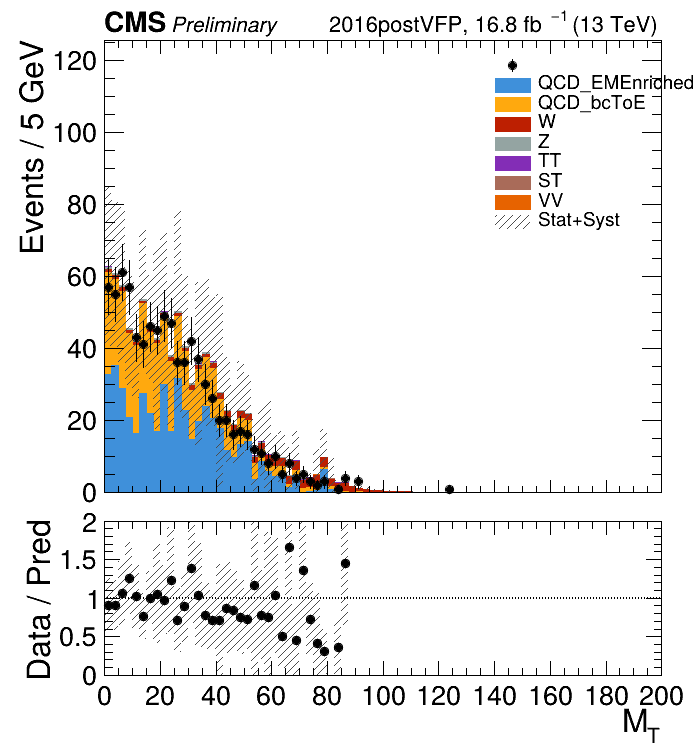 CMS Preliminary 2016postVFP, 16.8 fb ⁻¹ (13 TeV)
Events / 5 GeV
120
100
80
60
40
20
0
QCD_EMEnriched
QCD_bcToE
W
Z
TT
ST
VV
Stat+Syst
Data / Pred
2
1.5
1
0.5
0
0 20 40 60 80 100 120 140 160 180 200
M_T